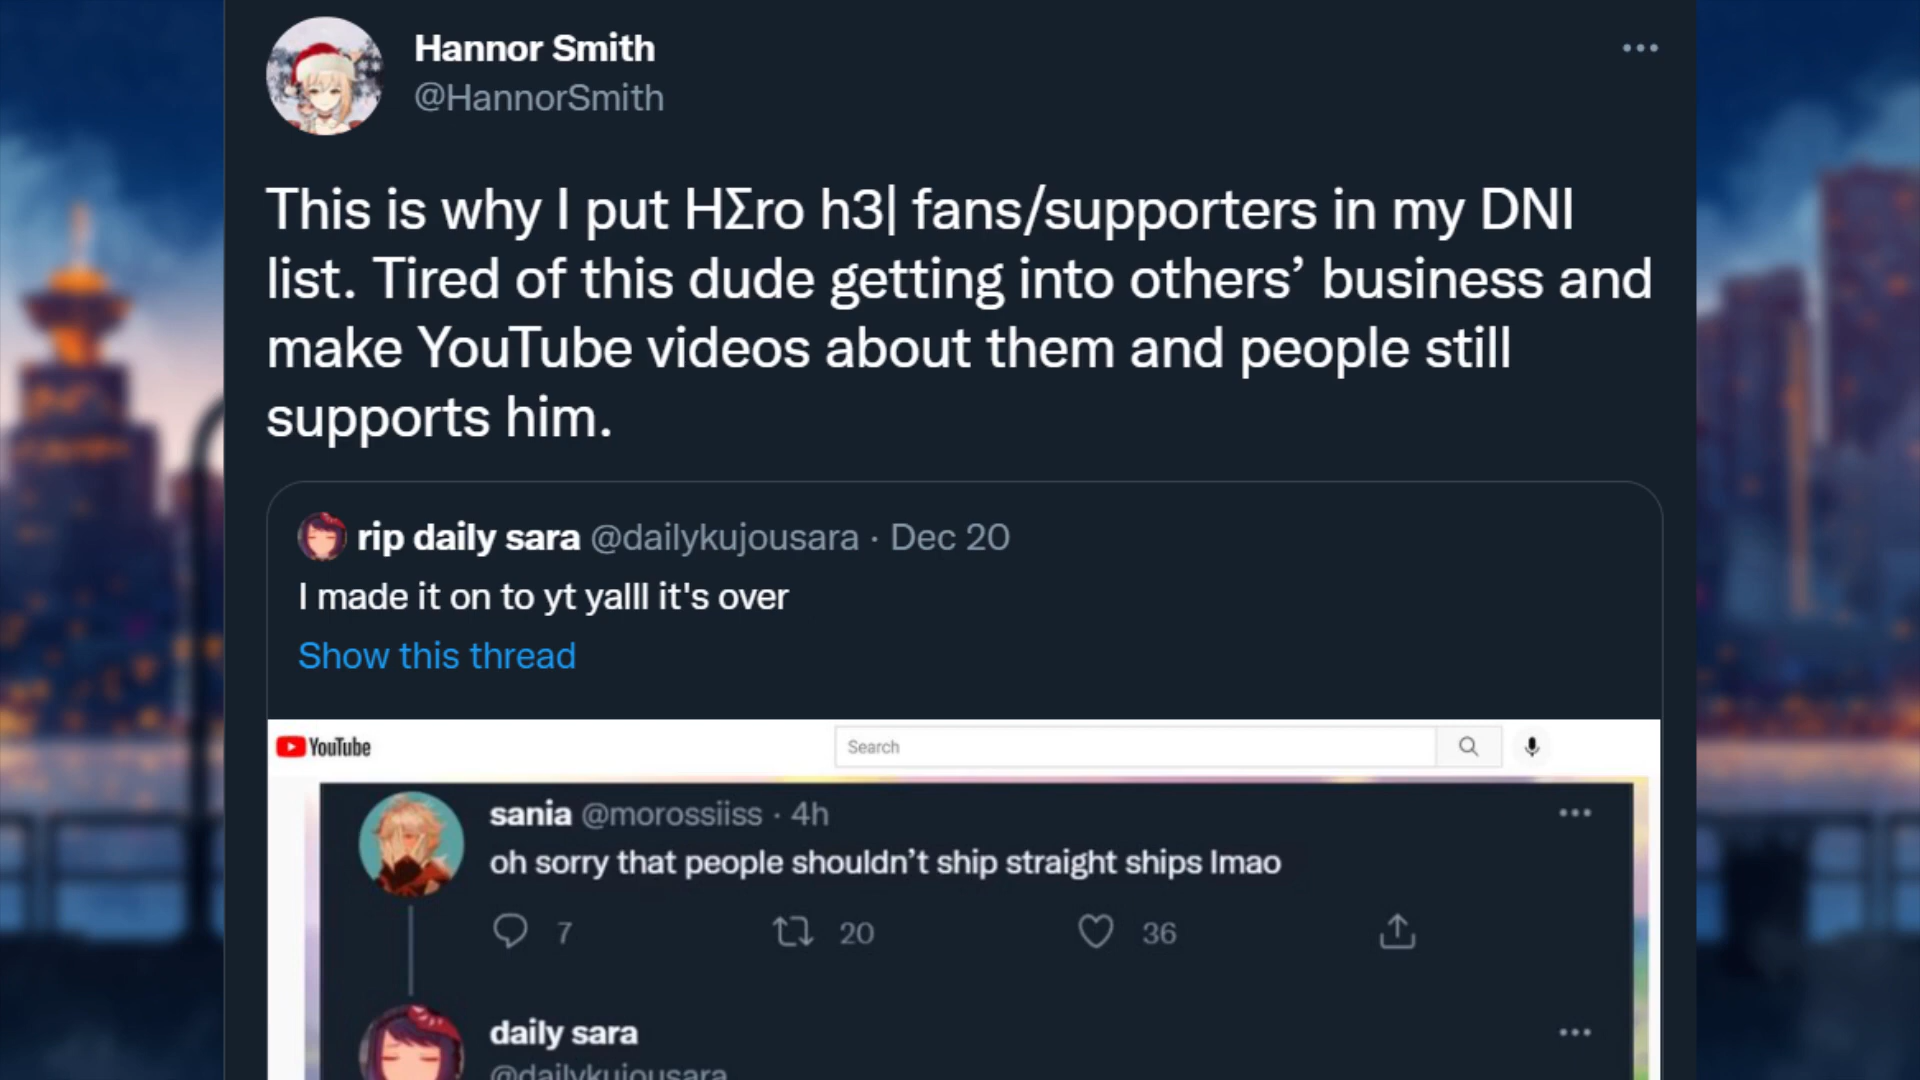 Hannor Smith
@HannorSmith
This is why I put HΣro h3| fans/supporters in my DNI
list. Tired of this dude getting into others’ business and
make YouTube videos about them and people still
supports him.
rip daily sara @dailykujousara · Dec 20
I made it on to yt yalll it's over
Show this thread
YouTube
Search
sania @morossiiss · 4h
oh sorry that people shouldn’t ship straight ships lmao
7 20 36
daily sara
@dailykujousara